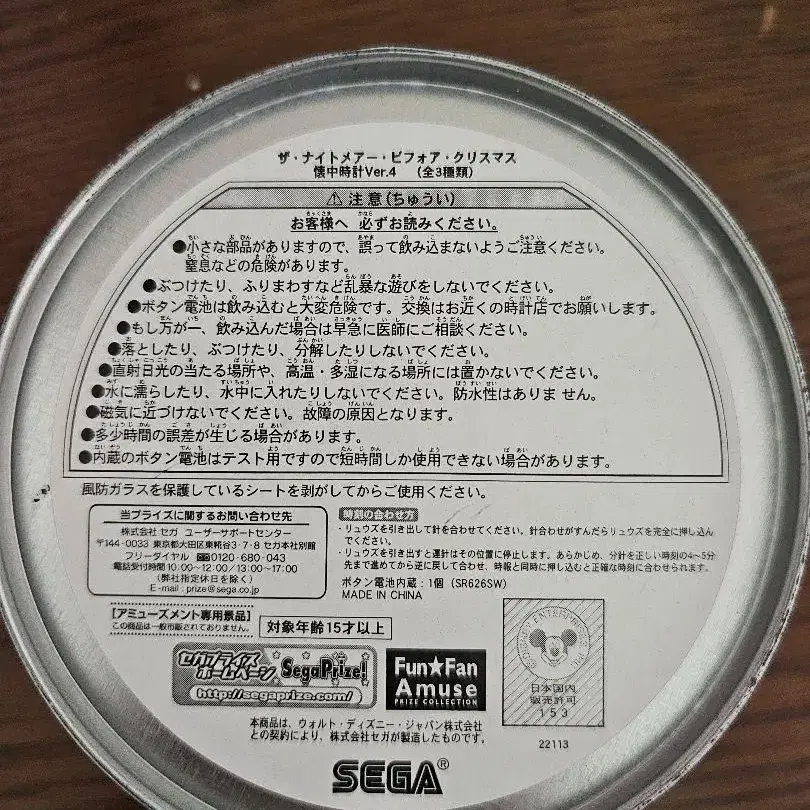 ザ・ナイトメアー・ビフォア・クリスマス
懐中時計Ver.4 (全3種類)
⚠注意(ちゅうい)
お客様へ 必ずお読みください。
●小さな部品がありますので、誤って飲み込まないようご注意ください。
窒息などの危険があります。
●ぶつけたり、ふりまわすなど乱暴な遊びをしないでください。
●ボタン電池は飲み込むと大変危険です。交換はお近くの時計店でお願いします。
●もし万が一、飲み込んだ場合は早急に医師にご相談ください。
●落としたり、ぶつけたり、分解したりしないでください。
●直射日光の当たる場所や、高温・多湿になる場所には置かないでください。
●水に濡らしたり、水中に入れたりしないでください。防水性はありま せん。
●磁気に近づけないでください。故障の原因となります。
●多少時間の誤差が生じる場合があります。
●内蔵のボタン電池はテスト用ですので短時間しか使用できない場合があります。
風防ガラスを保護しているシートを剥がしてからご使用ください。
当プライズに関するお問い合わせ先
株式会社 セガ ユーザーサポートセンター
〒144-0033 東京都大田区東糀谷3-7-8 セガ本社別館
フリーダイヤル 0120-680-043
電話受付時間 10:00~12:00/13:00~17:00
(弊社指定休日を除く)
E-mail:prize@sega.co.jp
時刻の合わせ方
・リュウズを引き出して針を合わせてください。針合わせがすんだらリュウズを完全に押し込んでください。
・リュウズを引き出すと運針はその位置に停止します。あらかじめ、分針を正しい時刻の4~5分
先まで進めてから逆に戻して合わせ、時報と同時に押し込むと正確な時刻に合わせられます。
ボタン電池内蔵:1個 (SR626SW)
MADE IN CHINA
【アミューズメント専用景品】
この商品は一般市販されておりません。
対象年齢15才以上
セガプライズ
ホームページ
SegaPrize!
http://segaprize.com/
Fun★Fan
Amuse
PRIZE COLLECTION
日本国内
販売許可
153
本商品は、ウォルト・ディズニー・ジャパン株式会社
との契約により、株式会社セガが製造したものです。
22113
SEGA®